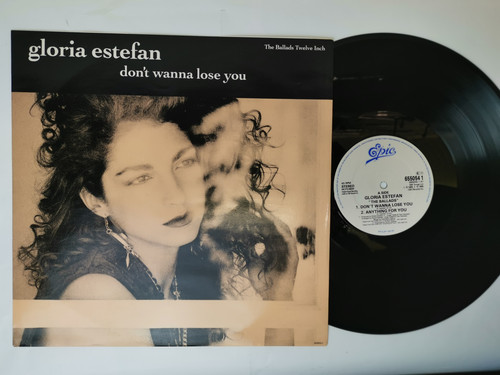 gloria estefan
The Ballads Twelve Inch
don't wanna lose you
Epic
655054 1
A SIDE
STEREO
GLORIA ESTEFAN
"THE BALLADS"
1. DON'T WANNA LOSE YOU
2. ANYTHING FOR YOU